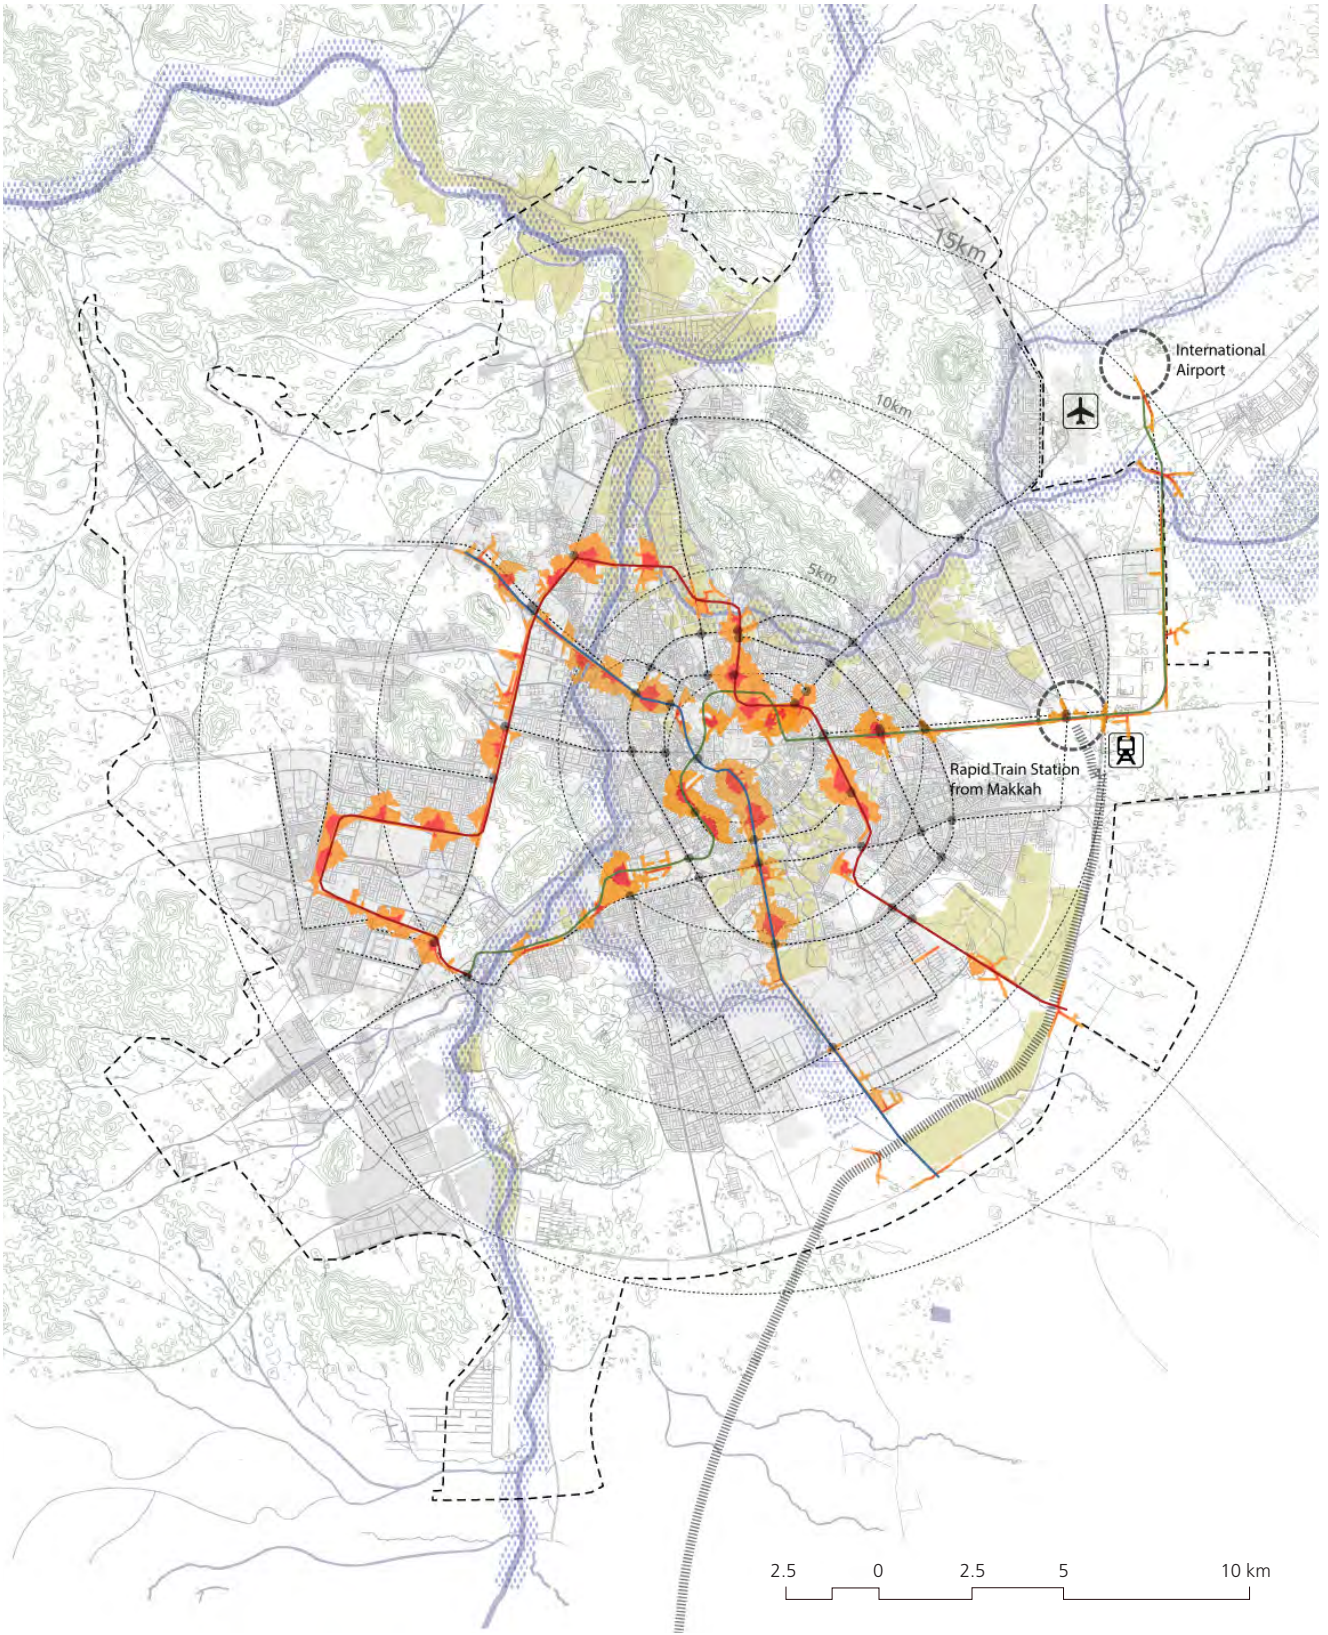 15km
International
Airport
10km
5km
Rapid Train Station
from Makkah
2.5 0 2.5 5 10 km